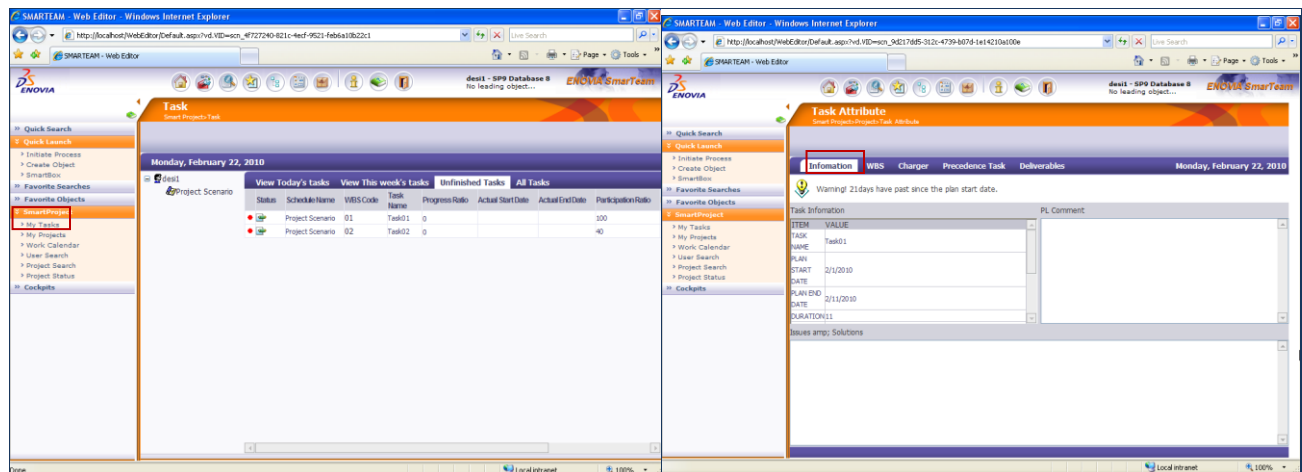 SMARTEAM - Web Editor - Windows Internet Explorer
http://localhost/WebEditor/Default.aspx?vd.VID=scn_4f727240-821c-4ecf-9521-feb6a10b22c1
Live Search
SMARTEAM - Web Editor
Page Tools
ENOVIA
desi1 - SP9 Database 8
No leading object...
ENOVIA SmarTeam
Task
Smart Project>Task
Quick Search
Quick Launch
Initiate Process
Create Object
SmartBox
Favorite Searches
Favorite Objects
SmartProject
My Tasks
My Projects
Work Calendar
User Search
Project Search
Project Status
Cockpits
Monday, February 22, 2010
desi1
Project Scenario
View Today's tasks View This week's tasks Unfinished Tasks All Tasks
Status Schedule Name WBS Code Task Name Progress Ratio Actual Start Date Actual End Date Participation Ratio
Project Scenario 01 Task01 0 100
Project Scenario 02 Task02 0 40
Done
Local intranet 100%
SMARTEAM - Web Editor - Windows Internet Explorer
http://localhost/WebEditor/Default.aspx?vd.VID=scn_9d217dd5-312c-4739-b07d-1e14210a100e
Live Search
SMARTEAM - Web Editor
Page Tools
ENOVIA
desi1 - SP9 Database 8
No leading object...
ENOVIA SmarTeam
Task Attribute
Smart Project>Project>Task Attribute
Quick Search
Quick Launch
Initiate Process
Create Object
SmartBox
Favorite Searches
Favorite Objects
SmartProject
My Tasks
My Projects
Work Calendar
User Search
Project Search
Project Status
Cockpits
Infomation WBS Charger Precedence Task Deliverables Monday, February 22, 2010
Warning! 21days have past since the plan start date.
Task Infomation
PL Comment
ITEM VALUE
TASK NAME Task01
PLAN START DATE 2/1/2010
PLAN END DATE 2/11/2010
DURATION 11
Issues amp; Solutions
Local intranet 100%